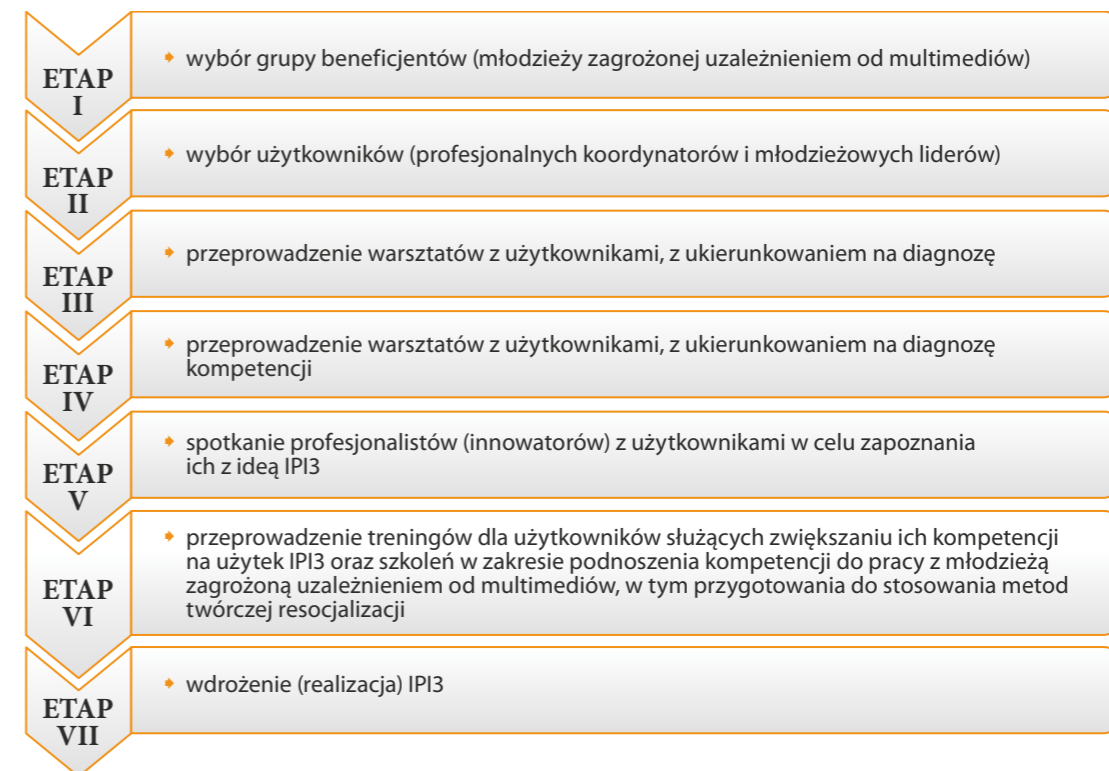 ETAP
I
wybór grupy beneficjentów (młodzieży zagrożonej uzależnieniem od multimediów)
ETAP
II
wybór użytkowników (profesjonalnych koordynatorów i młodzieżowych liderów)
ETAP
III
przeprowadzenie warsztatów z użytkownikami, z ukierunkowaniem na diagnozę
ETAP
IV
przeprowadzenie warsztatów z użytkownikami, z ukierunkowaniem na diagnozę
kompetencji
ETAP
V
spotkanie profesjonalistów (innowatorów) z użytkownikami w celu zapoznania
ich z ideą IPI3
ETAP
VI
przeprowadzenie treningów dla użytkowników służących zwiększaniu ich kompetencji
na użytek IPI3 oraz szkoleń w zakresie podnoszenia kompetencji do pracy z młodzieżą
zagrożoną uzależnieniem od multimediów, w tym przygotowania do stosowania metod
twórczej resocjalizacji
ETAP
VII
wdrożenie (realizacja) IPI3